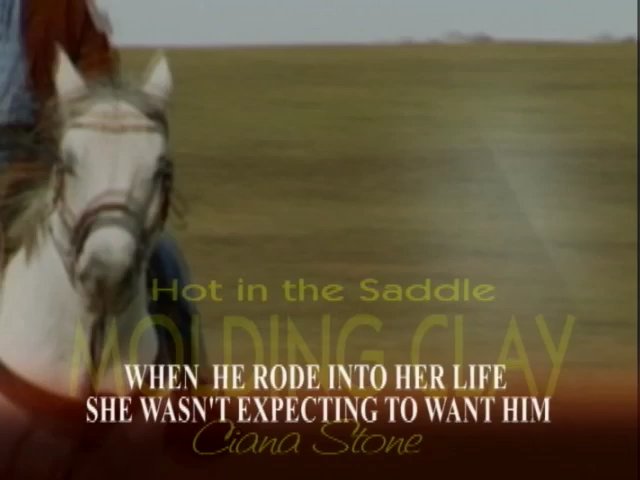 Hot in the Saddle
MOLDING CLAY
WHEN HE RODE INTO HER LIFE
SHE WASN'T EXPECTING TO WANT HIM
Ciana Stone